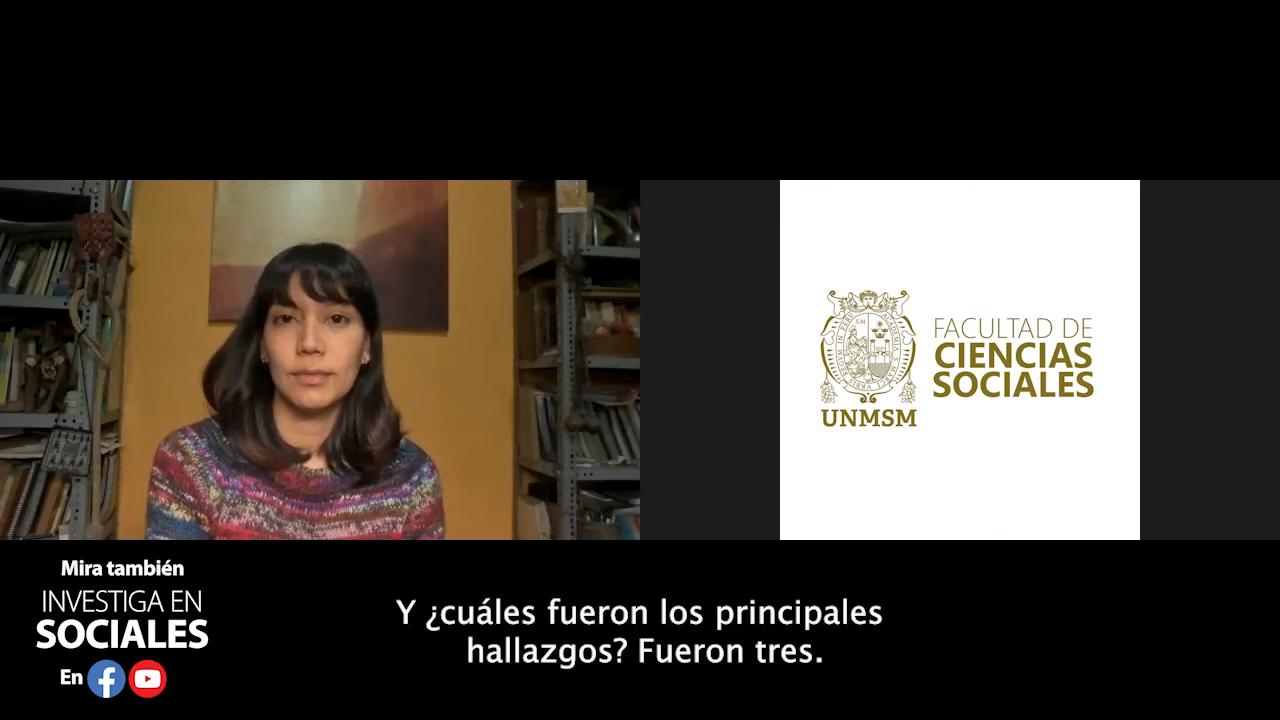 FACULTAD DE
CIENCIAS
SOCIALES
UNMSM
Mira también
INVESTIGA EN
SOCIALES
En
Y ¿cuáles fueron los principales
hallazgos? Fueron tres.